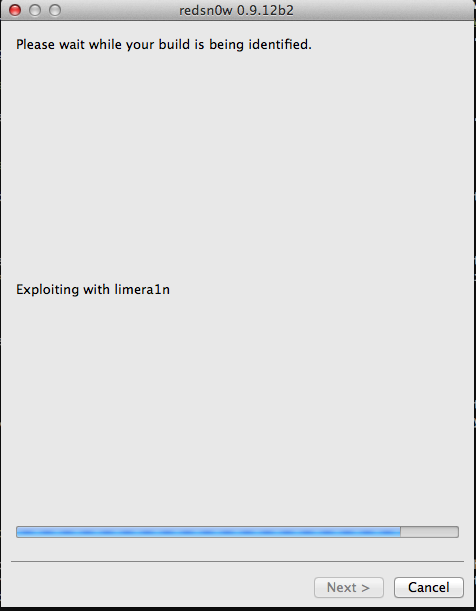 redsn0w 0.9.12b2
Please wait while your build is being identified.
Exploiting with limera1n
Next >
Cancel